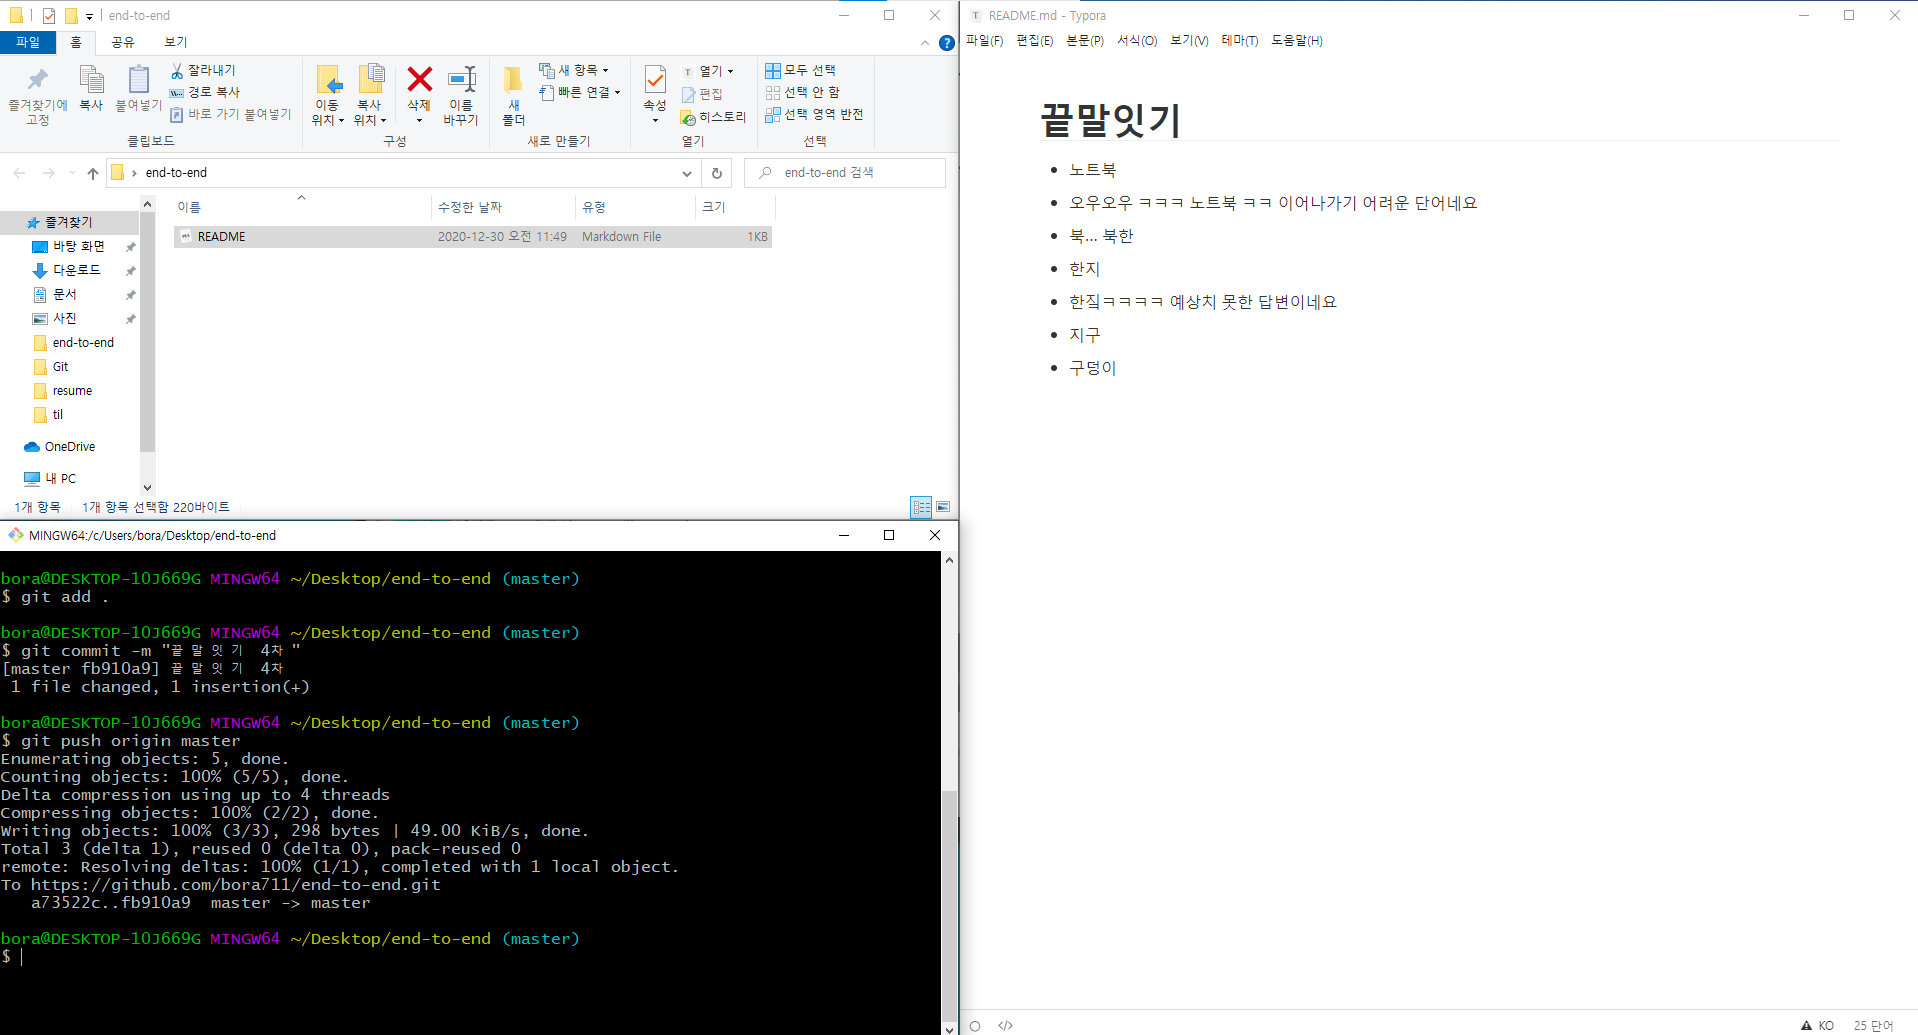 end-to-end
파일 홈 공유 보기
즐겨찾기에 고정
복사
붙여넣기
잘라내기
경로 복사
바로 가기 붙여넣기
클립보드
이동 위치
복사 위치
삭제
이름 바꾸기
구성
새 폴더
새 항목
빠른 연결
새로 만들기
속성
열기
편집
히스토리
열기
모두 선택
선택 안 함
선택 영역 반전
선택
end-to-end
end-to-end 검색
이름 수정한 날짜 유형 크기
README 2020-12-30 오전 11:49 Markdown File 1KB
즐겨찾기
바탕 화면
다운로드
문서
사진
end-to-end
Git
resume
til
OneDrive
내 PC
1개 항목 1개 항목 선택함 220바이트
MINGW64:/c/Users/bora/Desktop/end-to-end
bora@DESKTOP-1OJ669G MINGW64 ~/Desktop/end-to-end (master)
$ git add .
bora@DESKTOP-1OJ669G MINGW64 ~/Desktop/end-to-end (master)
$ git commit -m "끝말잇기 4차"
[master fb910a9] 끝말잇기 4차
1 file changed, 1 insertion(+)
bora@DESKTOP-1OJ669G MINGW64 ~/Desktop/end-to-end (master)
$ git push origin master
Enumerating objects: 5, done.
Counting objects: 100% (5/5), done.
Delta compression using up to 4 threads
Compressing objects: 100% (2/2), done.
Writing objects: 100% (3/3), 298 bytes | 49.00 KiB/s, done.
Total 3 (delta 1), reused 0 (delta 0), pack-reused 0
remote: Resolving deltas: 100% (1/1), completed with 1 local object.
To https://github.com/bora711/end-to-end.git
a73522c..fb910a9  master -> master
bora@DESKTOP-1OJ669G MINGW64 ~/Desktop/end-to-end (master)
$
README.md - Typora
파일(F) 편집(E) 본문(P) 서식(O) 보기(V) 테마(T) 도움말(H)
끝말잇기
노트북
오우오우 ㅋㅋㅋ 노트북 ㅋㅋ 이어나가기 어려운 단어네요
북... 북한
한지
한짘ㅋㅋㅋㅋ 예상치 못한 답변이네요
지구
구덩이
KO 25 단어